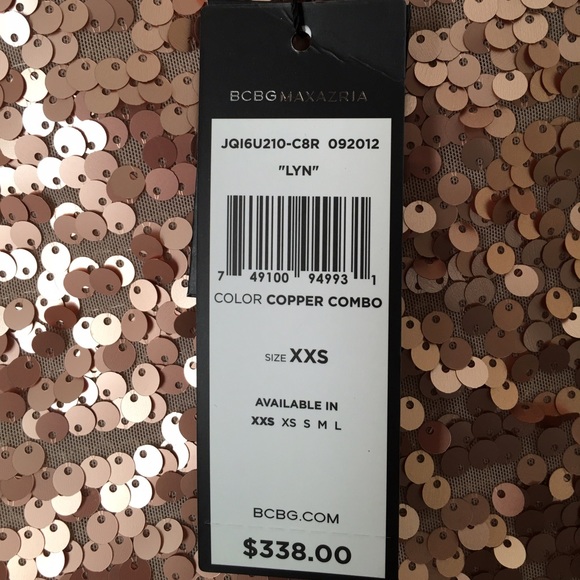 BCBGMAXAZRIA
JQI6U210-C8R 092012
"LYN"
7 49100 94993 1
COLOR COPPER COMBO
SIZE XXS
AVAILABLE IN
XXS XS S M L
BCBG.COM
$338.00